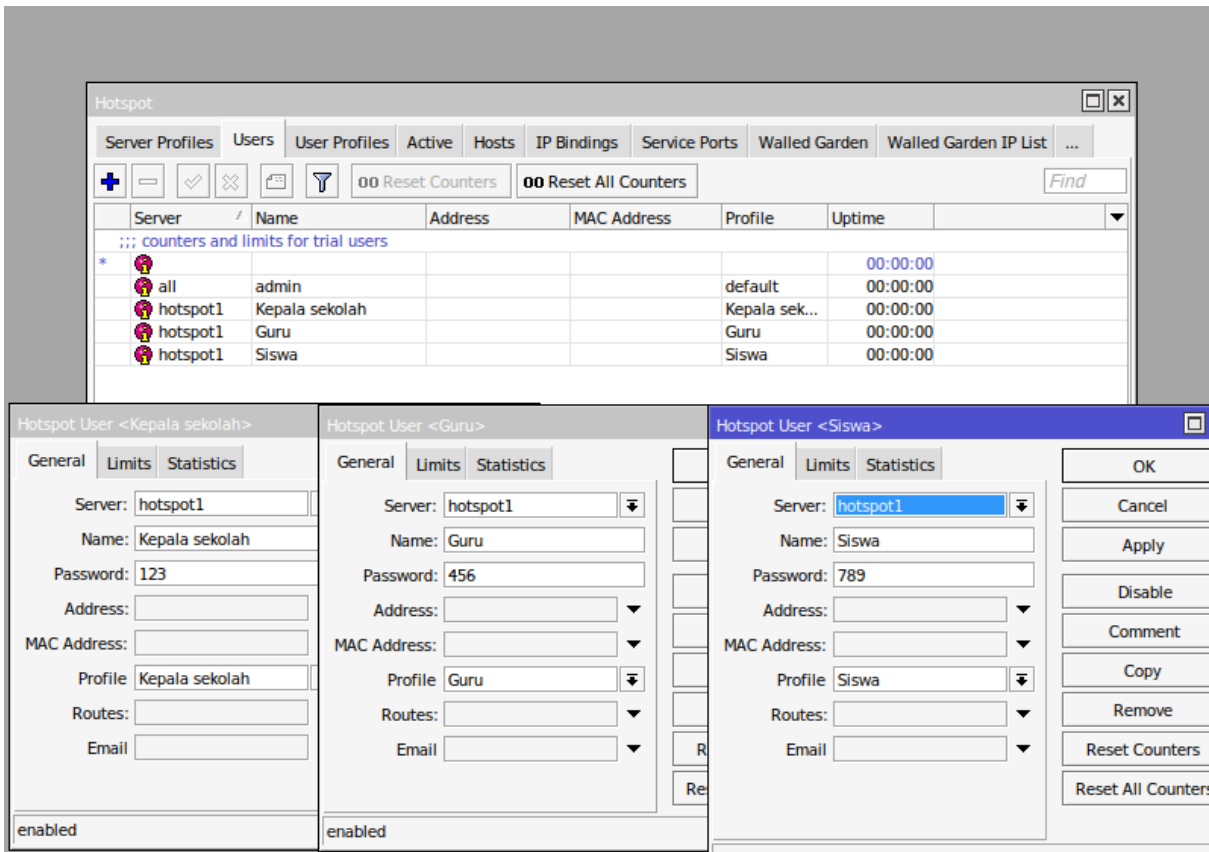 Hotspot
Server Profiles Users User Profiles Active Hosts IP Bindings Service Ports Walled Garden Walled Garden IP List ...
00 Reset Counters 00 Reset All Counters Find
Server Name Address MAC Address Profile Uptime
;;; counters and limits for trial users
* 00:00:00
all admin default 00:00:00
hotspot1 Kepala sekolah Kepala sek... 00:00:00
hotspot1 Guru Guru 00:00:00
hotspot1 Siswa Siswa 00:00:00
Hotspot User <Kepala sekolah>
General Limits Statistics
Server: hotspot1
Name: Kepala sekolah
Password: 123
Address:
MAC Address:
Profile Kepala sekolah
Routes:
Email
enabled
Hotspot User <Guru>
General Limits Statistics
Server: hotspot1
Name: Guru
Password: 456
Address:
MAC Address:
Profile Guru
Routes:
Email
R
Re
enabled
Hotspot User <Siswa>
General Limits Statistics
Server: hotspot1
Name: Siswa
Password: 789
Address:
MAC Address:
Profile Siswa
Routes:
Email
OK
Cancel
Apply
Disable
Comment
Copy
Remove
Reset Counters
Reset All Counters